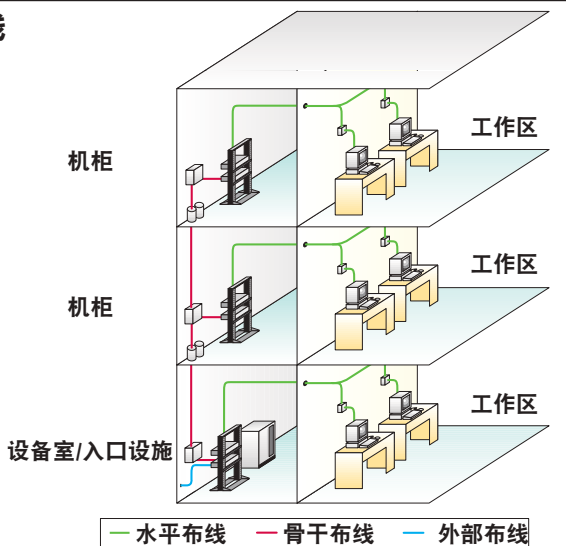 线
工作区
机柜
工作区
机柜
工作区
设备室/入口设施
水平布线 骨干布线 外部布线